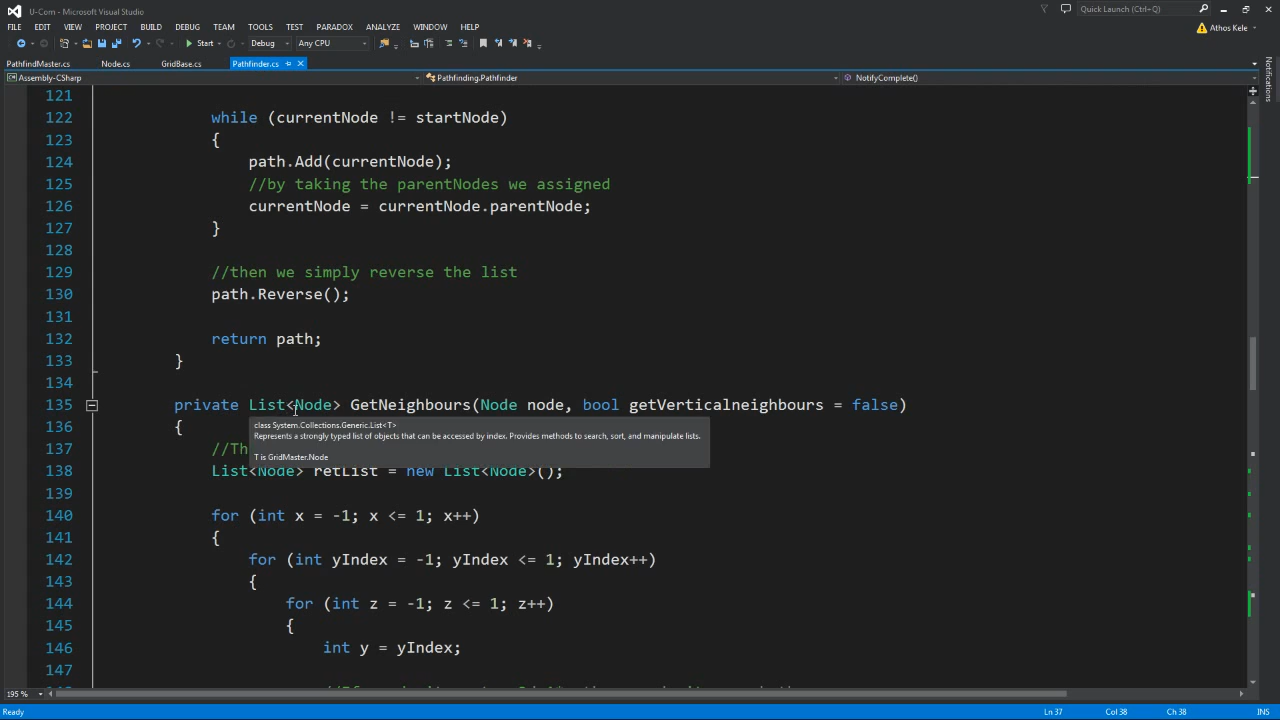 U-Com - Microsoft Visual Studio
Quick Launch (Ctrl+Q)
FILE EDIT VIEW PROJECT BUILD DEBUG TEAM TOOLS TEST PARADOX ANALYZE WINDOW HELP
Athos Kele
Start Debug Any CPU
PathfindMaster.cs Node.cs GridBase.cs Pathfinder.cs
Assembly-CSharp Pathfinding.Pathfinder NotifyComplete()
Notifications
121
122 while (currentNode != startNode)
123 {
124 path.Add(currentNode);
125 //by taking the parentNodes we assigned
126 currentNode = currentNode.parentNode;
127 }
128
129 //then we simply reverse the list
130 path.Reverse();
131
132 return path;
133 }
134
135 private List<Node> GetNeighbours(Node node, bool getVerticalneighbours = false)
136 {
class System.Collections.Generic.List<T>
Represents a strongly typed list of objects that can be accessed by index. Provides methods to search, sort, and manipulate lists.
T is GridMaster.Node
137 //Th
138 List<Node> retList = new List<Node>();
139
140 for (int x = -1; x <= 1; x++)
141 {
142 for (int yIndex = -1; yIndex <= 1; yIndex++)
143 {
144 for (int z = -1; z <= 1; z++)
145 {
146 int y = yIndex;
147
195 %
Ready Ln 37 Col 38 Ch 38 INS